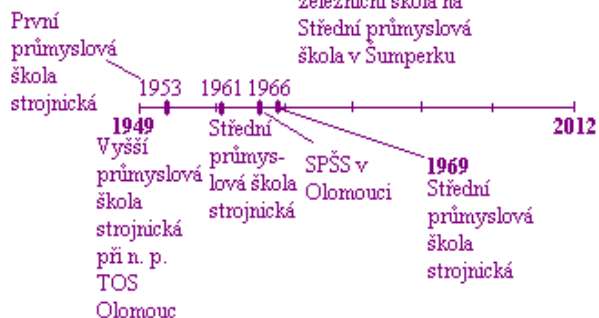 železniční škola na
Střední průmyslová
škola v Šumperku
První
průmyslová
škola
strojnická
1953 1961 1966
1949
2012
Vyšší
průmyslová
škola
strojnická
při n. p.
TOS
Olomouc
Střední
průmys-
lová škola
strojnická
SPŠS v
Olomouci
1969
Střední
průmyslová
škola
strojnická